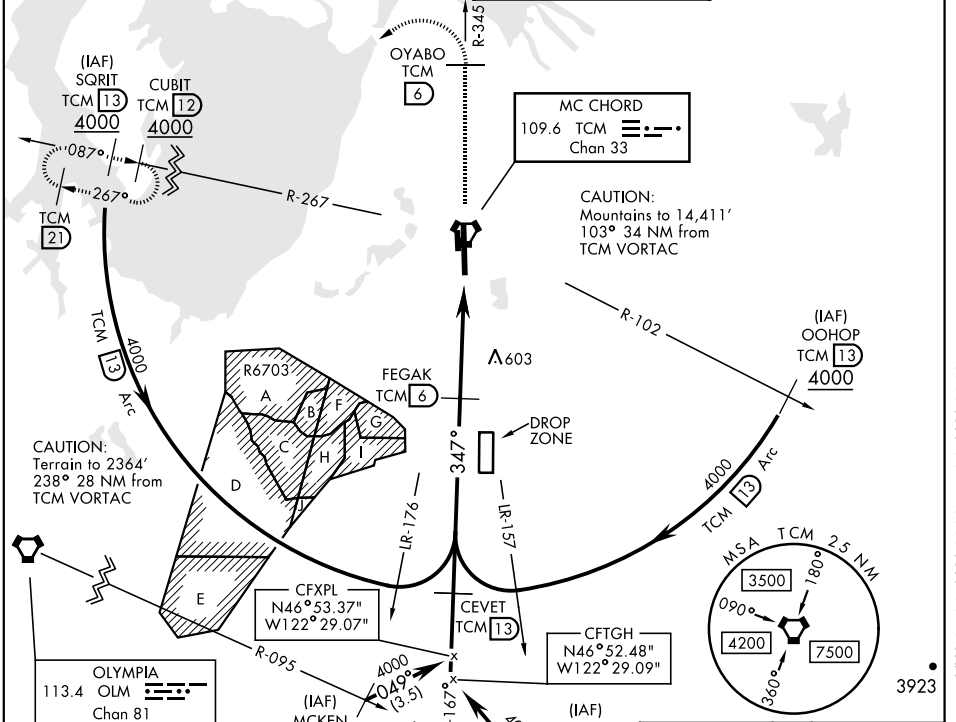 R-345
OYABO
TCM
6
(IAF)
SQRIT
TCM 13
4000
CUBIT
TCM 12
4000
087°
267°
TCM
21
R-267
MC CHORD
109.6 TCM
Chan 33
CAUTION:
Mountains to 14,411'
103° 34 NM from
TCM VORTAC
R-102
(IAF)
OOHOP
TCM 13
4000
TCM 13 Arc
4000
R6703
A
B
F
G
C
H
I
D
J
E
FEGAK
TCM 6
603
347°
DROP
ZONE
4000
TCM 13 Arc
CAUTION:
Terrain to 2364'
238° 28 NM from
TCM VORTAC
LR-176
LR-157
CFXPL
N46° 53.37"
W122° 29.07"
CEVET
TCM 13
CFTGH
N46° 52.48"
W122° 29.09"
MSA TCM 25 NM
3500
180°
090°
4200
7500
360°
3923
R-095
OLYMPIA
113.4 OLM
Chan 81
4000
049°
(3.5)
(IAF)
MCKEN
-167°
(IAF)